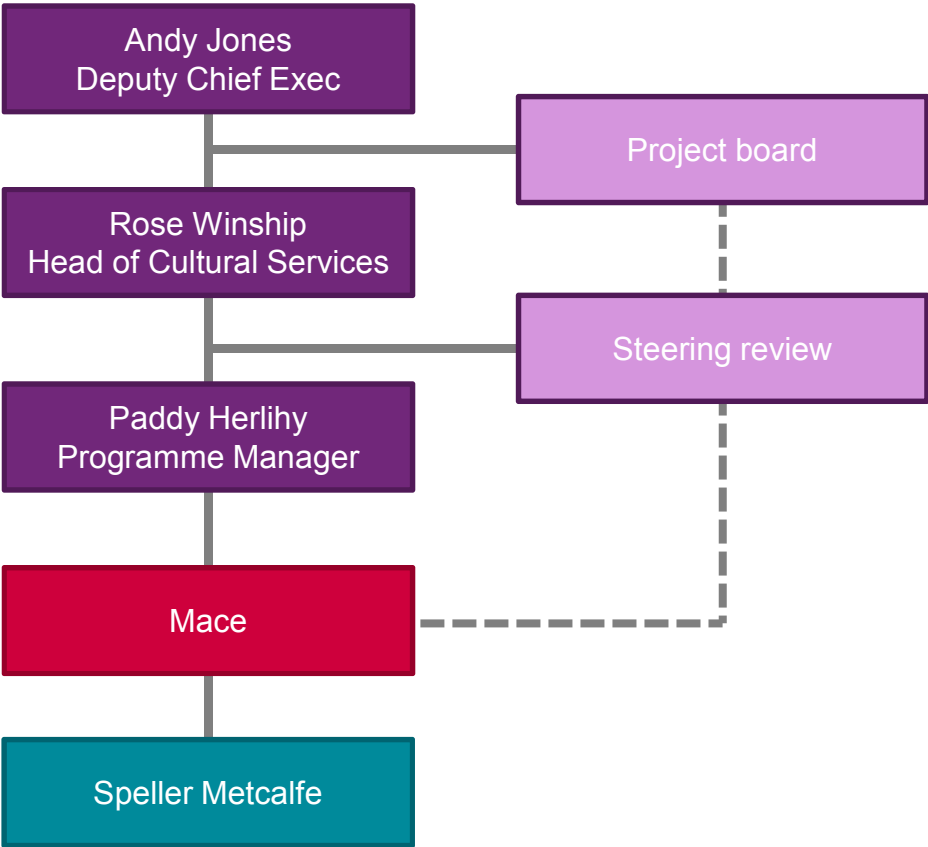 Andy Jones
Deputy Chief Exec
Project board
Rose Winship
Head of Cultural Services
Steering review
Paddy Herlihy
Programme Manager
Mace
Speller Metcalfe